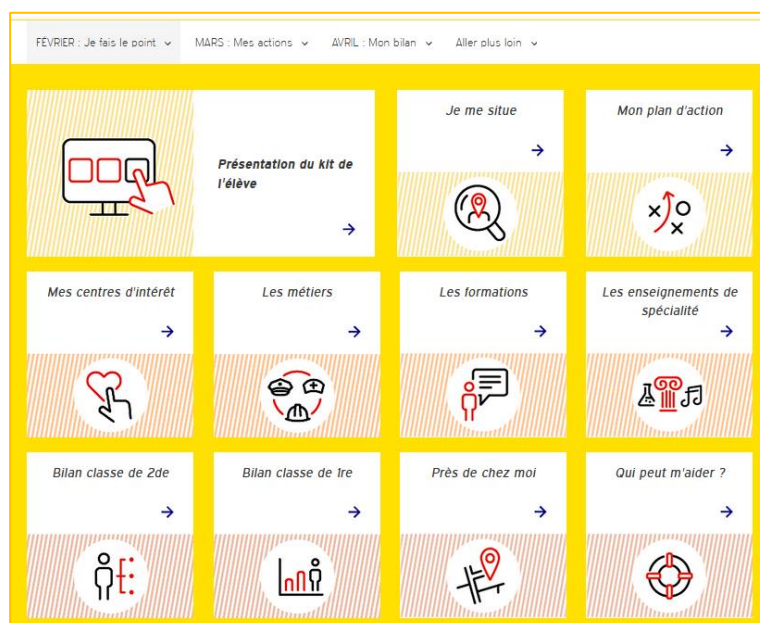 FÉVRIER : Je fais le point
MARS : Mes actions
AVRIL : Mon bilan
Aller plus loin
Présentation du kit de
l'élève
Je me situe
Mon plan d'action
Mes centres d'intérêt
Les métiers
Les formations
Les enseignements de
spécialité
Bilan classe de 2de
Bilan classe de 1re
Près de chez moi
Qui peut m'aider ?